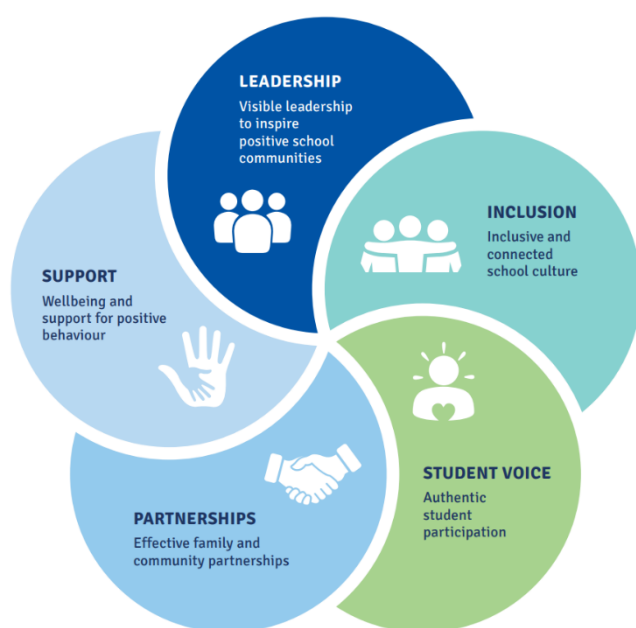 LEADERSHIP
Visible leadership
to inspire
positive school
communities
INCLUSION
Inclusive and
connected
school culture
STUDENT VOICE
Authentic
student
participation
PARTNERSHIPS
Effective family and
community partnerships
SUPPORT
Wellbeing and
support for positive
behaviour